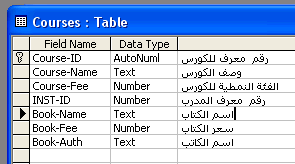 Courses : Table
Field Name Data Type
Course-ID AutoNuml رقم معرف للكورس
Course-Name Text وصف الكورس
Course-Fee Number الفئة النمطية للكورس
INST-ID Number رقم معرف المدرب
Book-Name Text اسم الكتاب
Book-Fee Number سعر الكتاب
Book-Auth Text اسم الكاتب